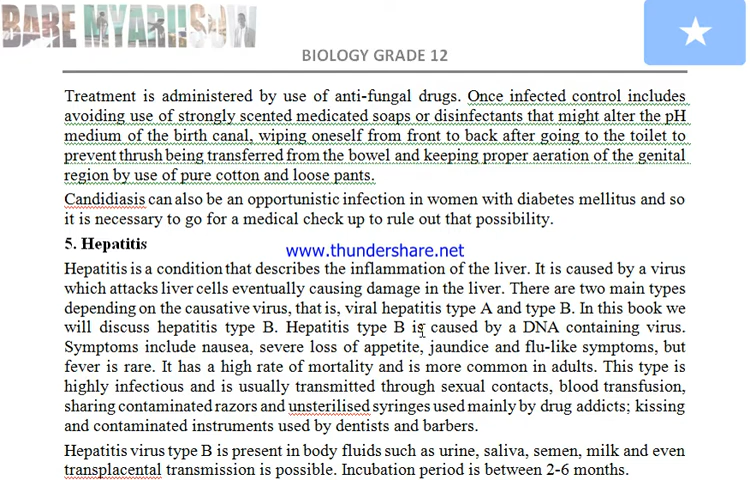 BARE MYARIISOW
BIOLOGY GRADE 12
Treatment is administered by use of anti-fungal drugs. Once infected control includes
avoiding use of strongly scented medicated soaps or disinfectants that might alter the pH
medium of the birth canal, wiping oneself from front to back after going to the toilet to
prevent thrush being transferred from the bowel and keeping proper aeration of the genital
region by use of pure cotton and loose pants.
Candidiasis can also be an opportunistic infection in women with diabetes mellitus and so
it is necessary to go for a medical check up to rule out that possibility.
5. Hepatitis
www.thundershare.net
Hepatitis is a condition that describes the inflammation of the liver. It is caused by a virus
which attacks liver cells eventually causing damage in the liver. There are two main types
depending on the causative virus, that is, viral hepatitis type A and type B. In this book we
will discuss hepatitis type B. Hepatitis type B is caused by a DNA containing virus.
Symptoms include nausea, severe loss of appetite, jaundice and flu-like symptoms, but
fever is rare. It has a high rate of mortality and is more common in adults. This type is
highly infectious and is usually transmitted through sexual contacts, blood transfusion,
sharing contaminated razors and unsterilised syringes used mainly by drug addicts; kissing
and contaminated instruments used by dentists and barbers.
Hepatitis virus type B is present in body fluids such as urine, saliva, semen, milk and even
transplacental transmission is possible. Incubation period is between 2-6 months.